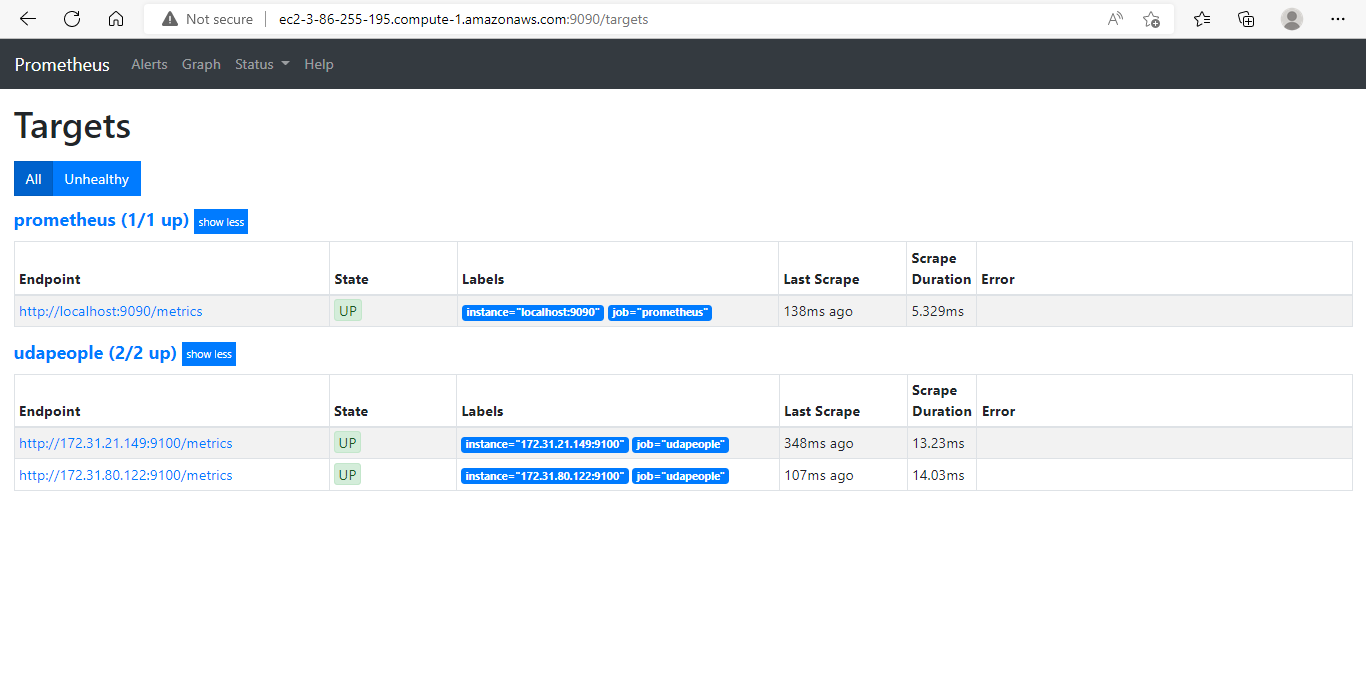 Not secure ec2-3-86-255-195.compute-1.amazonaws.com:9090/targets
Prometheus Alerts Graph Status Help
Targets
All Unhealthy
prometheus (1/1 up) show less
Endpoint State Labels Last Scrape Scrape Duration Error
http://localhost:9090/metrics UP instance="localhost:9090" job="prometheus" 138ms ago 5.329ms
udapeople (2/2 up) show less
Endpoint State Labels Last Scrape Scrape Duration Error
http://172.31.21.149:9100/metrics UP instance="172.31.21.149:9100" job="udapeople" 348ms ago 13.23ms
http://172.31.80.122:9100/metrics UP instance="172.31.80.122:9100" job="udapeople" 107ms ago 14.03ms